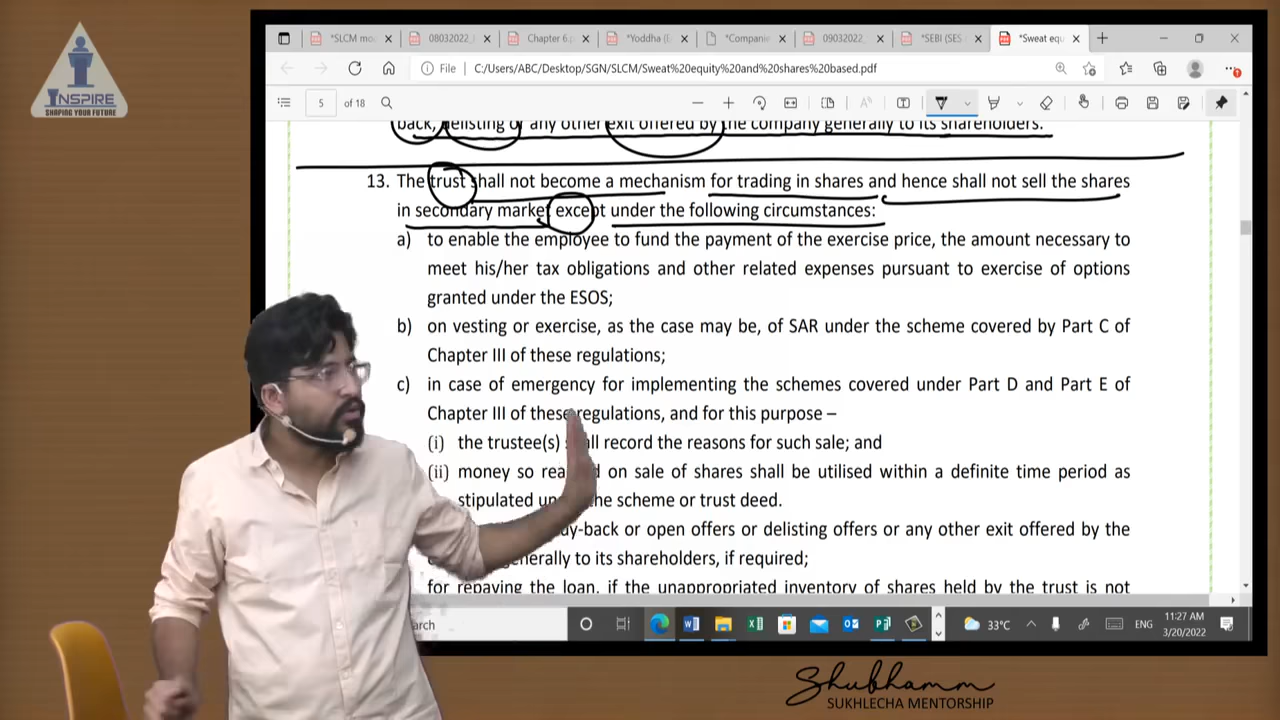 INSPIRE
SHAPING YOUR FUTURE
*SLCM mo
08032022_
Chapter 6.p
*Yoddha (E
*Companie
09032022_
*SEBI (SES
*Sweat equ
File
C:/Users/ABC/Desktop/SGN/SLCM/Sweat%20equity%20and%20shares%20based.pdf
5 of 18
back, delisting or any other exit offered by the company generally to its shareholders.
13. The trust shall not become a mechanism for trading in shares and hence shall not sell the shares
in secondary market except under the following circumstances:
a) to enable the employee to fund the payment of the exercise price, the amount necessary to
meet his/her tax obligations and other related expenses pursuant to exercise of options
granted under the ESOS;
b) on vesting or exercise, as the case may be, of SAR under the scheme covered by Part C of
Chapter III of these regulations;
c) in case of emergency for implementing the schemes covered under Part D and Part E of
Chapter III of these regulations, and for this purpose –
(i) the trustee(s) shall record the reasons for such sale; and
(ii) money so on sale of shares shall be utilised within a definite time period as
stipulated the scheme or trust deed.
or open offers or delisting offers or any other exit offered by the
to its shareholders, if required;
for repaying the loan, if the unappropriated inventory of shares held by the trust is not
33°C
ENG
11:27 AM
3/20/2022
Shubhamm
SUKHLECHA MENTORSHIP